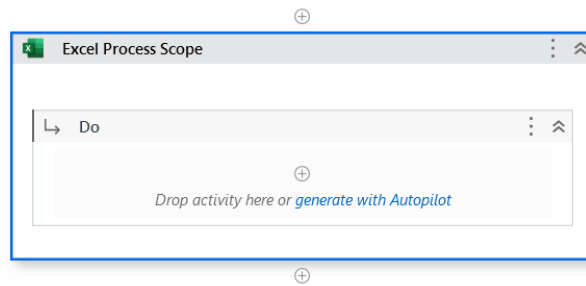 Excel Process Scope
Do
Drop activity here or generate with Autopilot